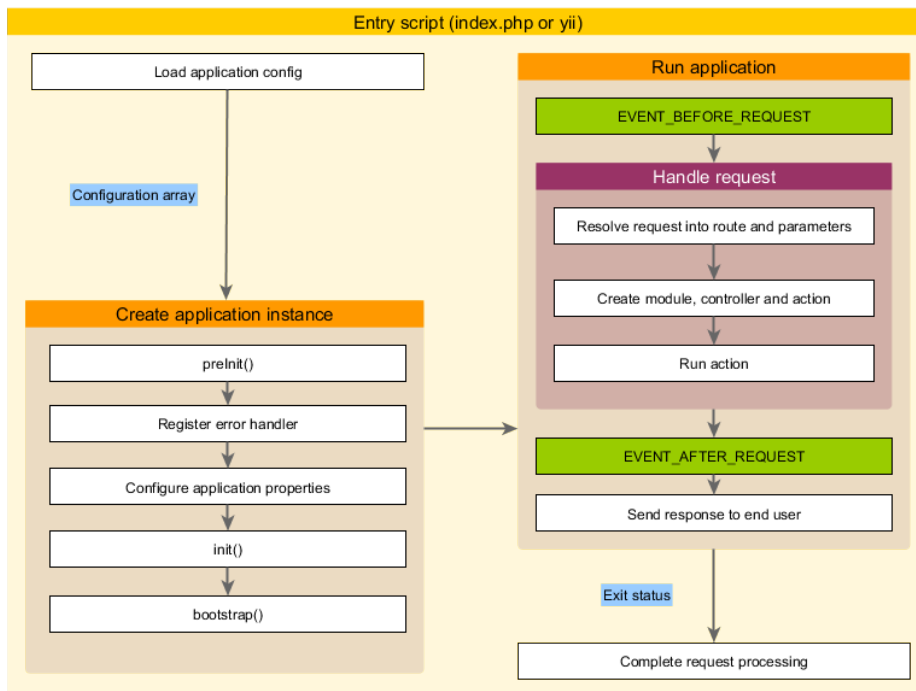 Entry script (index.php or yii)
Load application config
Configuration array
Create application instance
preInit()
Register error handler
Configure application properties
init()
bootstrap()
Run application
EVENT_BEFORE_REQUEST
Handle request
Resolve request into route and parameters
Create module, controller and action
Run action
EVENT_AFTER_REQUEST
Send response to end user
Exit status
Complete request processing